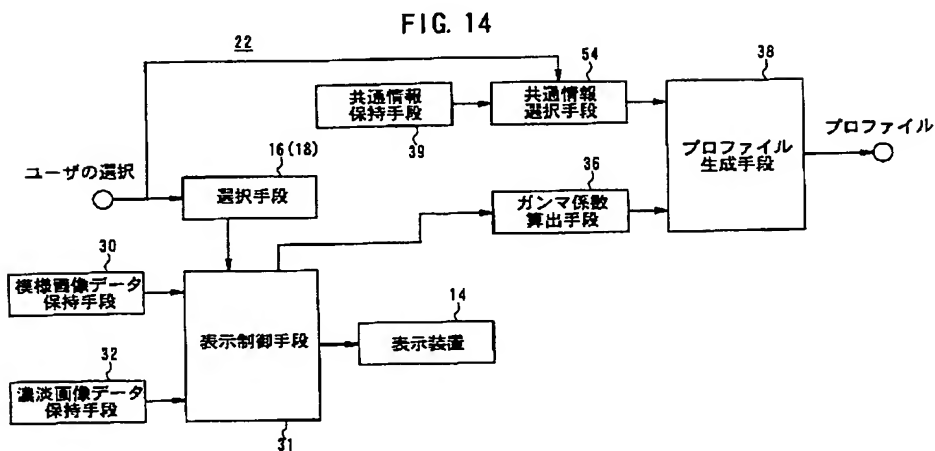 FIG. 14
22
54
38
共通情報
保持手段
39
共通情報
選択手段
プロファイル
生成手段
プロファイル
ユーザの選択
16(18)
選択手段
36
ガンマ係数
算出手段
30
模様画像データ
保持手段
表示制御手段
31
14
表示装置
32
濃淡画像データ
保持手段